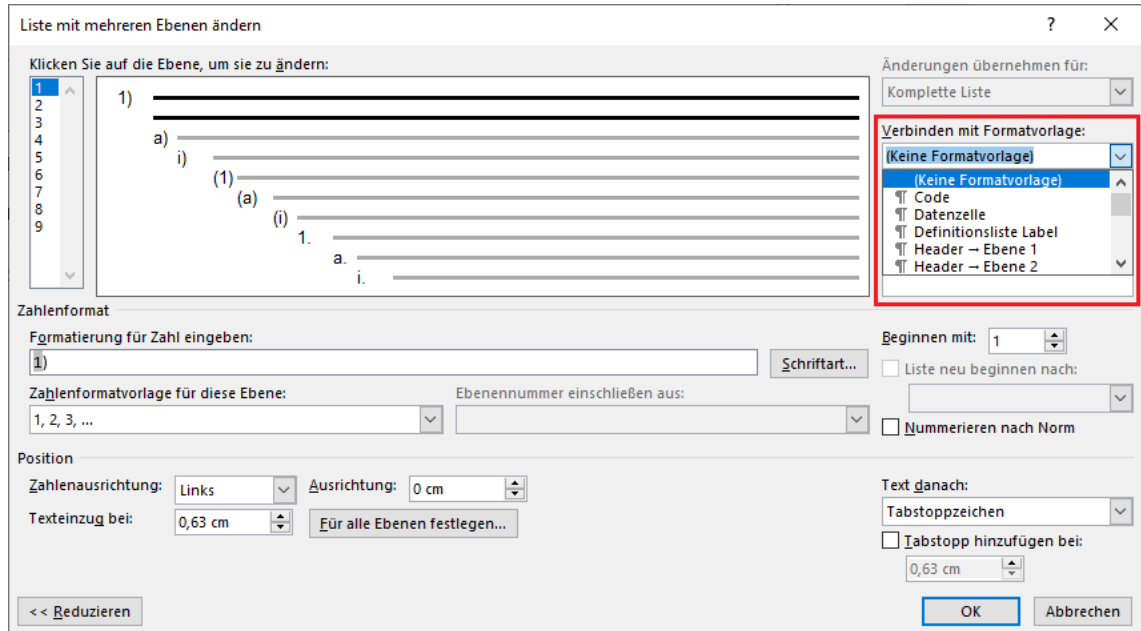 Liste mit mehreren Ebenen ändern
?
Klicken Sie auf die Ebene, um sie zu ändern:
1
2
3
4
5
6
7
8
9
1)
a)
i)
(1)
(a)
(i)
1.
a.
i.
Änderungen übernehmen für:
Komplette Liste
Verbinden mit Formatvorlage:
(Keine Formatvorlage)
(Keine Formatvorlage)
¶ Code
¶ Datenzelle
¶ Definitionsliste Label
¶ Header → Ebene 1
¶ Header → Ebene 2
Zahlenformat
Formatierung für Zahl eingeben:
1)
Schriftart...
Zahlenformatvorlage für diese Ebene:
1, 2, 3, ...
Ebenennummer einschließen aus:
Beginnen mit: 1
Liste neu beginnen nach:
Nummerieren nach Norm
Position
Zahlenausrichtung: Links
Ausrichtung: 0 cm
Texteinzug bei: 0,63 cm
Für alle Ebenen festlegen...
Text danach:
Tabstoppzeichen
Tabstopp hinzufügen bei:
0,63 cm
<< Reduzieren
OK
Abbrechen